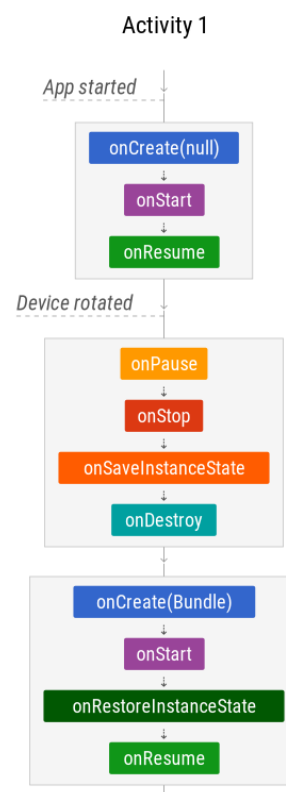 Activity 1
App started
onCreate(null)
onStart
onResume
Device rotated
onPause
onStop
onSaveInstanceState
onDestroy
onCreate(Bundle)
onStart
onRestoreInstanceState
onResume